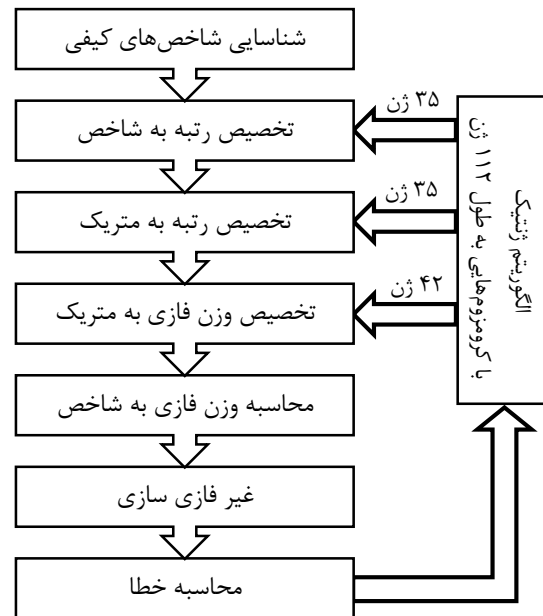 شناسایی شاخص‌های کیفی
تخصیص رتبه به شاخص
تخصیص رتبه به متریک
تخصیص وزن فازی به متریک
محاسبه وزن فازی به شاخص
غیر فازی سازی
محاسبه خطا
۳۵ ژن
۳۵ ژن
۴۲ ژن
الگوریتم ژنتیک
با کرومزوم‌هایی به طول ۱۱۲ ژن